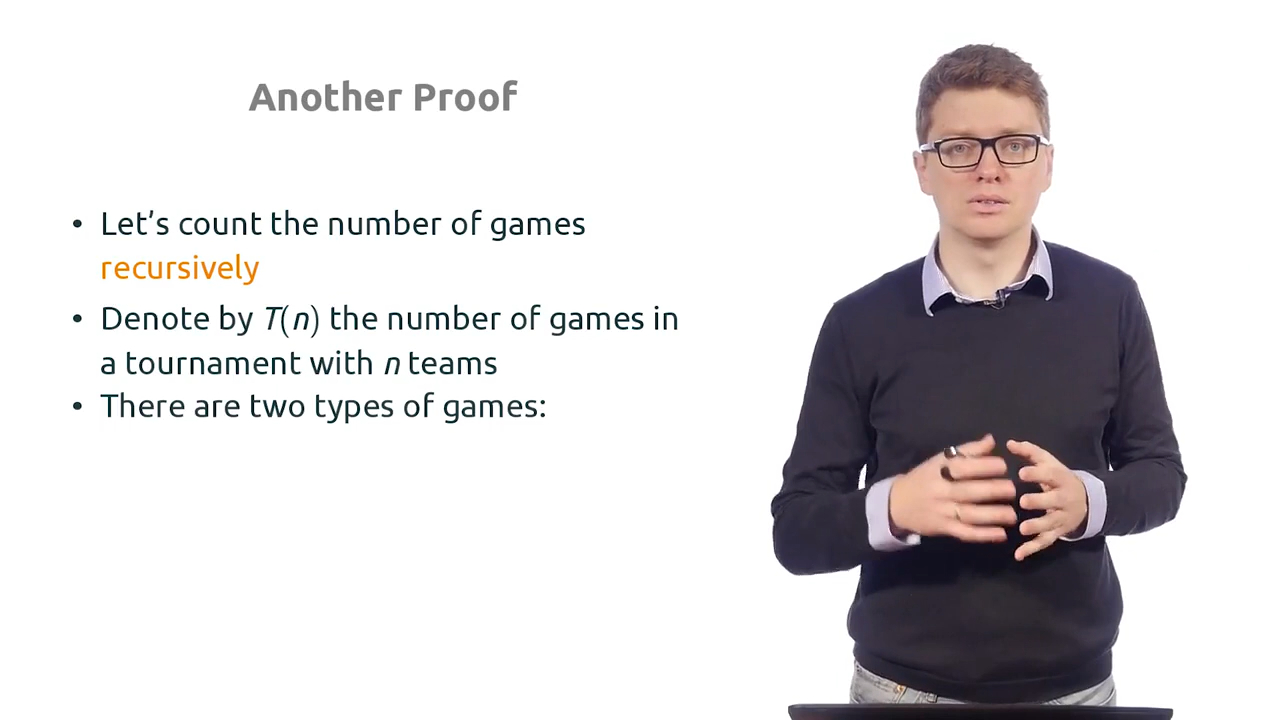 Another Proof
• Let’s count the number of games
recursively
• Denote by T(n) the number of games in
a tournament with n teams
• There are two types of games: